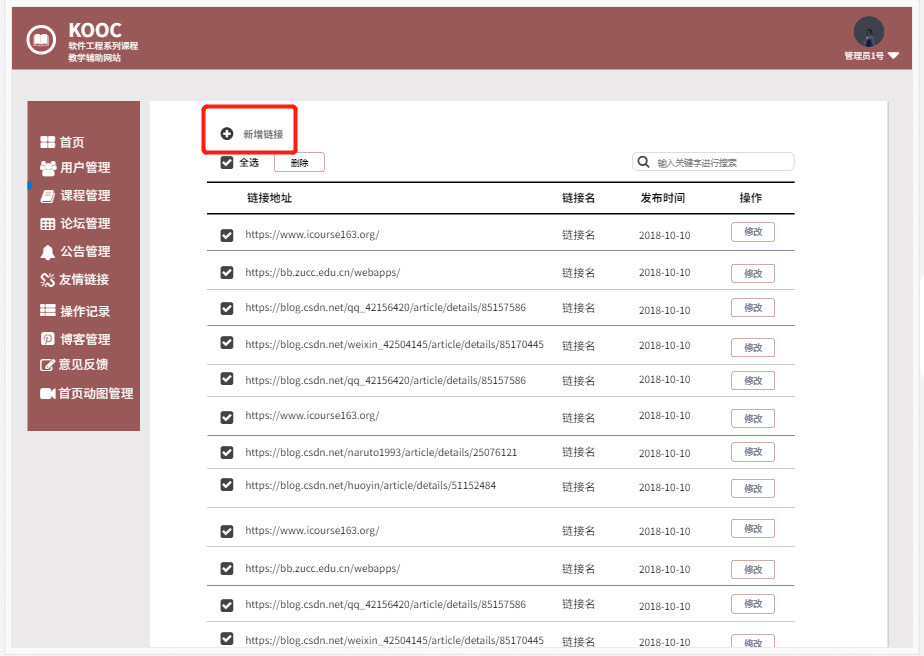 KOOC
软件工程系列课程
教学辅助网站
管理员1号
首页
用户管理
课程管理
论坛管理
公告管理
友情链接
操作记录
博客管理
意见反馈
首页动图管理
新增链接
全选 删除 输入关键字进行搜索
链接地址 链接名 发布时间 操作
https://www.icourse163.org/ 链接名 2018-10-10 修改
https://bb.zucc.edu.cn/webapps/ 链接名 2018-10-10 修改
https://blog.csdn.net/qq_42156420/article/details/85157586 链接名 2018-10-10 修改
https://blog.csdn.net/weixin_42504145/article/details/85170445 链接名 2018-10-10 修改
https://blog.csdn.net/qq_42156420/article/details/85157586 链接名 2018-10-10 修改
https://www.icourse163.org/ 链接名 2018-10-10 修改
https://blog.csdn.net/naruto1993/article/details/25076121 链接名 2018-10-10 修改
https://blog.csdn.net/huoyin/article/details/51152484 链接名 2018-10-10 修改
https://www.icourse163.org/ 链接名 2018-10-10 修改
https://bb.zucc.edu.cn/webapps/ 链接名 2018-10-10 修改
https://blog.csdn.net/qq_42156420/article/details/85157586 链接名 2018-10-10 修改
https://blog.csdn.net/weixin_42504145/article/details/85170445 链接名 2018-10-10 修改